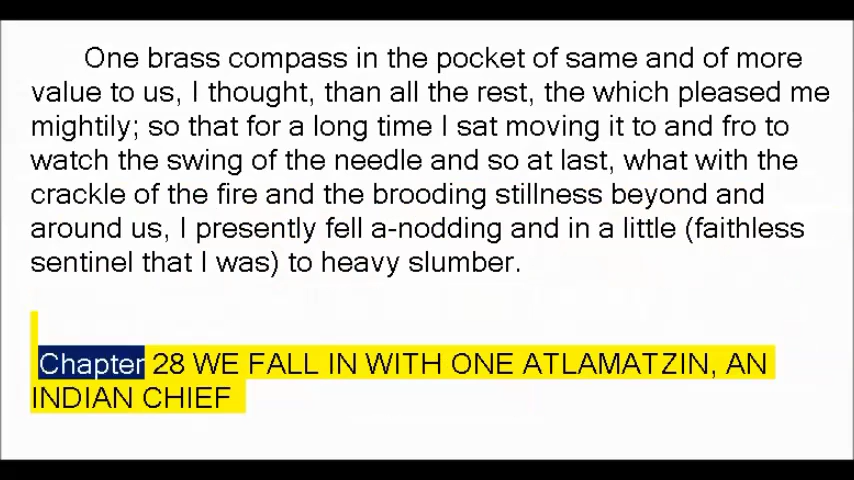 One brass compass in the pocket of same and of more
value to us, I thought, than all the rest, the which pleased me
mightily; so that for a long time I sat moving it to and fro to
watch the swing of the needle and so at last, what with the
crackle of the fire and the brooding stillness beyond and
around us, I presently fell a-nodding and in a little (faithless
sentinel that I was) to heavy slumber.
Chapter 28 WE FALL IN WITH ONE ATLAMATZIN, AN
INDIAN CHIEF